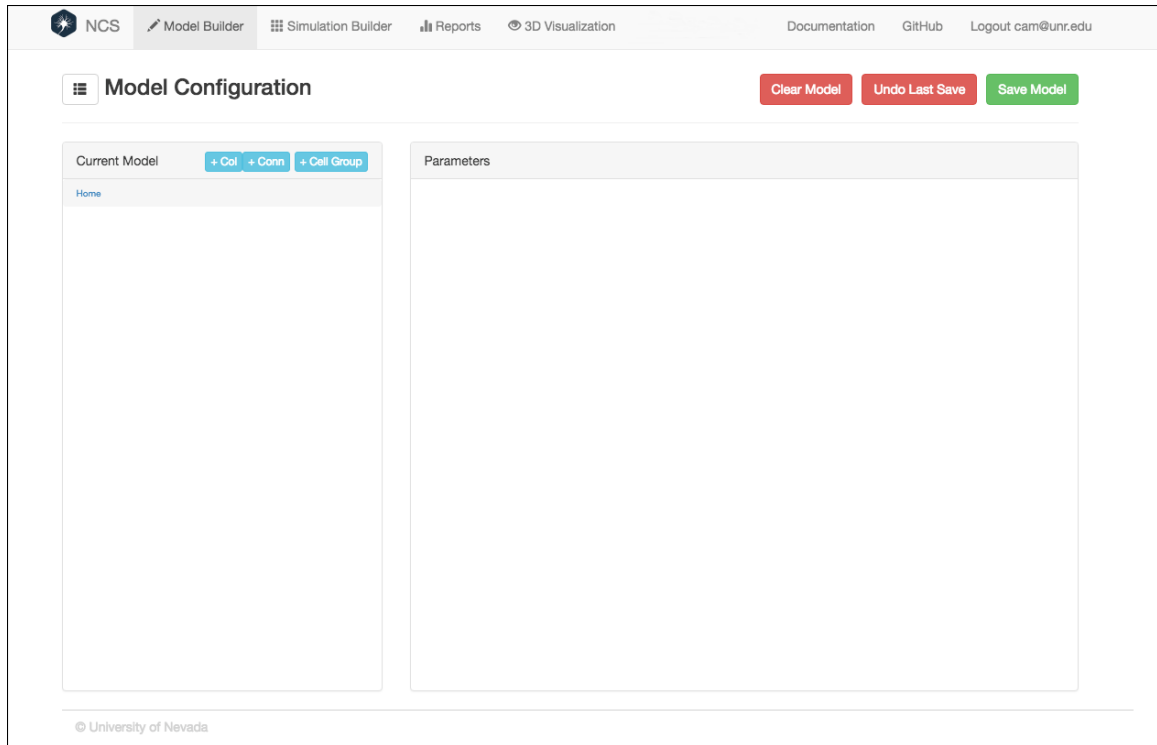 NCS Model Builder Simulation Builder Reports 3D Visualization Documentation GitHub Logout cam@unr.edu
Model Configuration Clear Model Undo Last Save Save Model
Current Model + Col + Conn + Cell Group Parameters
Home
© University of Nevada